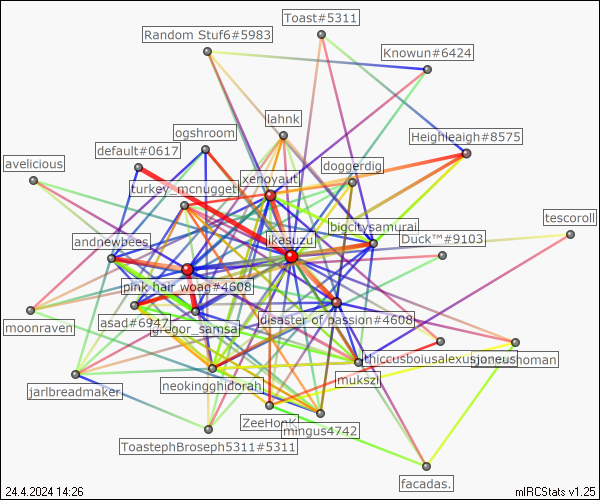 Toast#5311
Random Stuf6#5983
Knowun#6424
lahnk
ogshroom
Heighleaigh#8575
default#0617
avelicious
doggerdig
xenoyaut
turkey_mcnugget
tescoroll
bigcitysamurai
Duck™#9103
andnewbees
ikasuzu
pink hair woag#4608
disaster of passion#4608
asad#6947
gregor_samsa
moonraven
thiccusboiusalexusjoneus
mukszi
neokingghidorah
jarlbreadmaker
ZeeHonk
mingus4742
ToastephBroseph5311#5311
facadas.
24.4.2024 14:26
mIRCStats v1.25